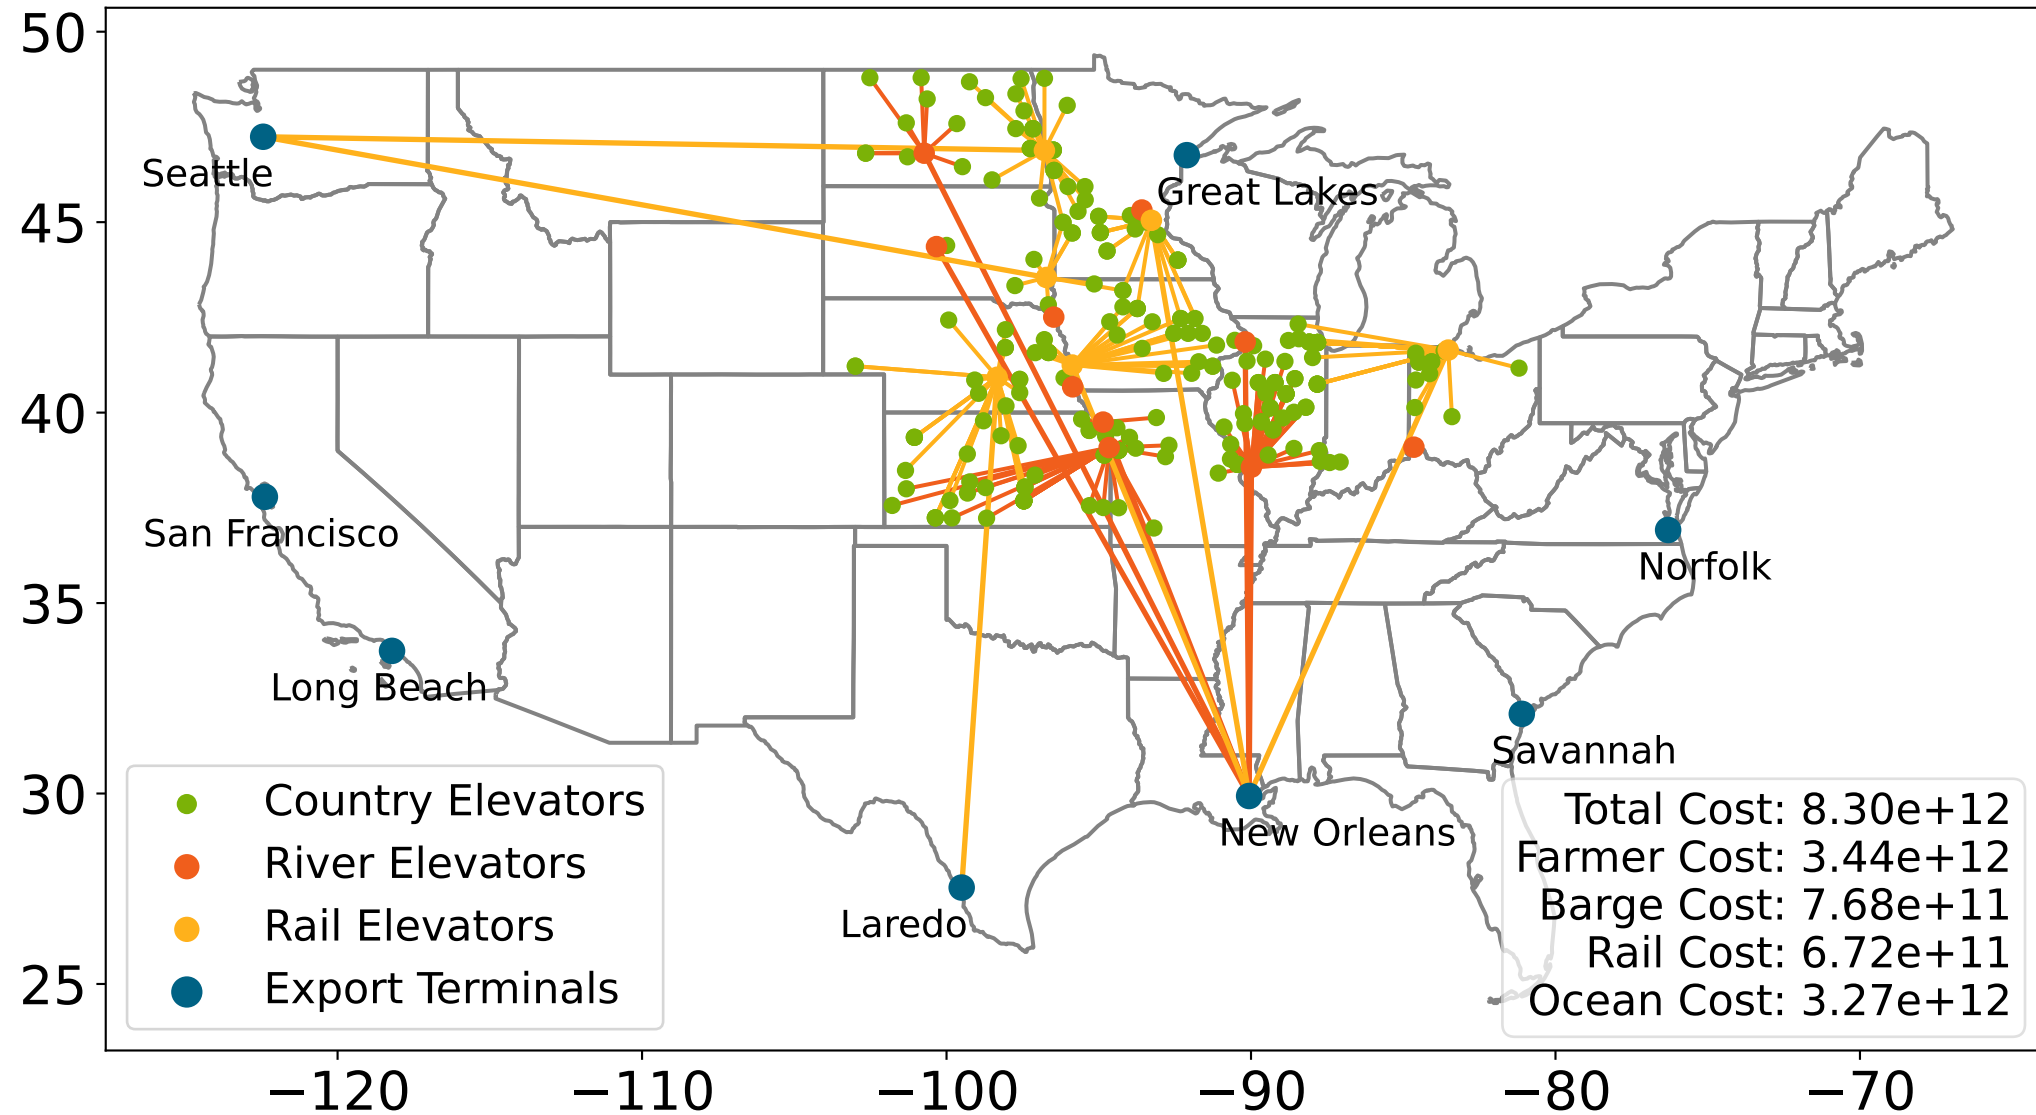 50
45
40
35
30
25
−120
−110
−100
−90
−80
−70
Seattle
Great Lakes
San Francisco
Long Beach
Norfolk
Savannah
New Orleans
Laredo
Country Elevators
River Elevators
Rail Elevators
Export Terminals
Total Cost: 8.30e+12
Farmer Cost: 3.44e+12
Barge Cost: 7.68e+11
Rail Cost: 6.72e+11
Ocean Cost: 3.27e+12